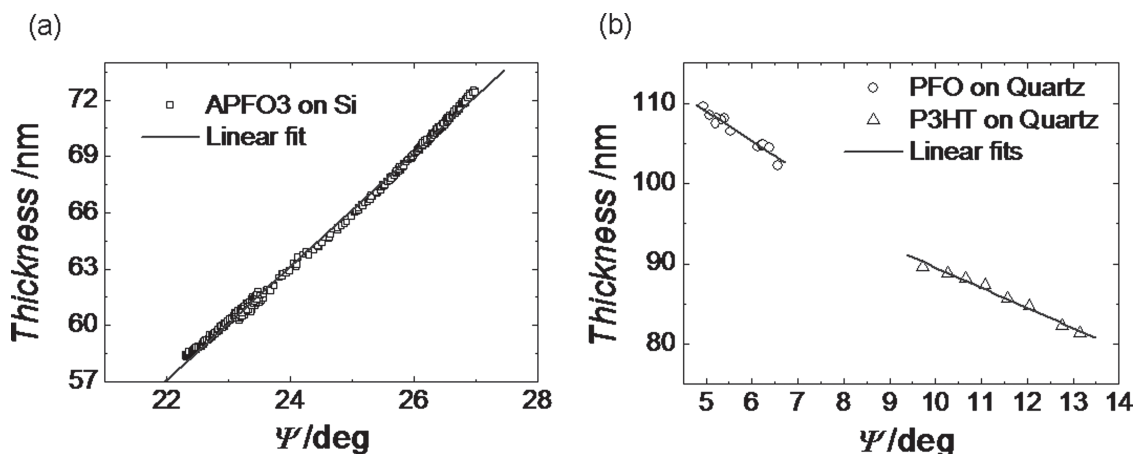 (a)
Thickness /nm
72
69
66
63
60
57
APFO3 on Si
Linear fit
22 24 26 28
Ψ/deg
(b)
Thickness /nm
110
100
90
80
PFO on Quartz
P3HT on Quartz
Linear fits
5 6 7 8 9 10 11 12 13 14
Ψ/deg